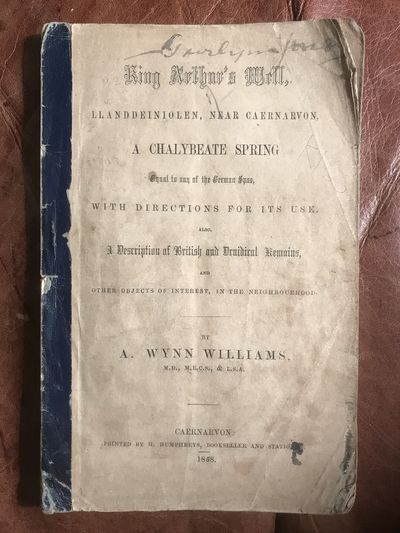 King Arthur's Well,
LLANDDEINIOLEN, NEAR CAERNARVON,
A CHALYBEATE SPRING
Equal to any of the German Spas,
WITH DIRECTIONS FOR ITS USE.
ALSO,
A Description of British and Druidical Remains,
AND
OTHER OBJECTS OF INTEREST, IN THE NEIGHBOURHOOD.
BY
A. WYNN WILLIAMS,
M.D., M.R.C.S., & L.S.A.
CAERNARVON:
PRINTED BY H. HUMPHREYS, BOOKSELLER AND
1858.